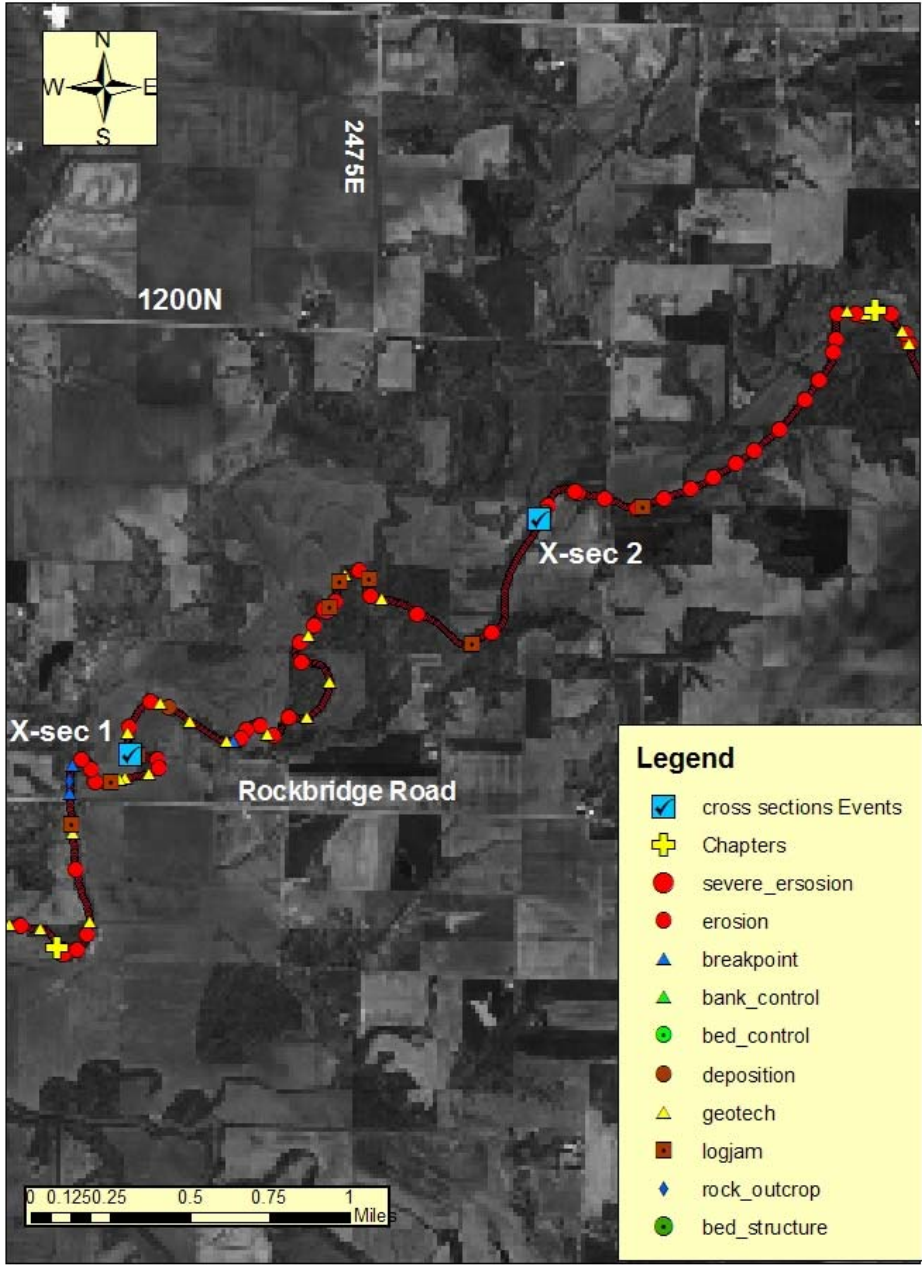 N
W E
S
2475E
1200N
X-sec 2
X-sec 1
Rockbridge Road
Legend
cross sections Events
Chapters
severe_ersosion
erosion
breakpoint
bank_control
bed_control
deposition
geotech
logjam
rock_outcrop
bed_structure
0 0.1250.25 0.5 0.75 1
Miles